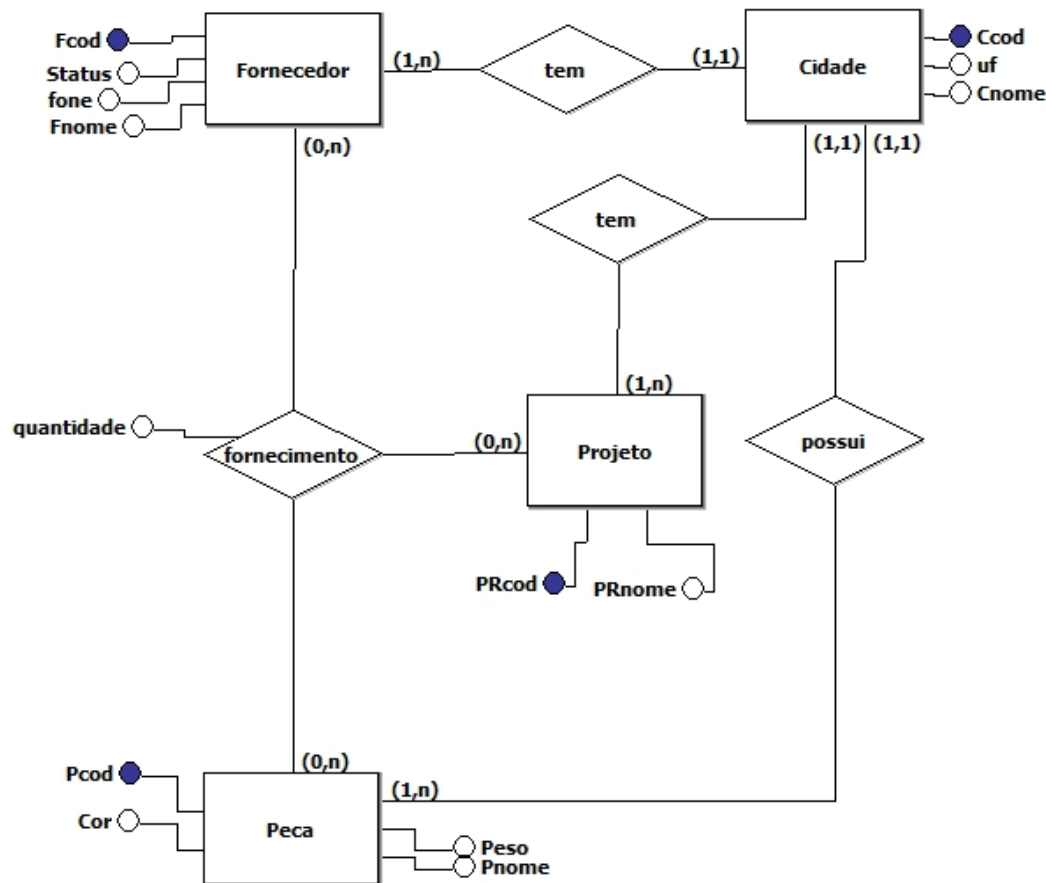 Fcod
Status
fone
Fnome
Fornecedor
(1,n)
tem
(1,1)
Cidade
Ccod
uf
Cnome
(0,n)
(1,1)
(1,1)
tem
(1,n)
quantidade
fornecimento
(0,n)
Projeto
possui
PRcod
PRnome
(0,n)
Pcod
Cor
Peca
(1,n)
Peso
Pnome